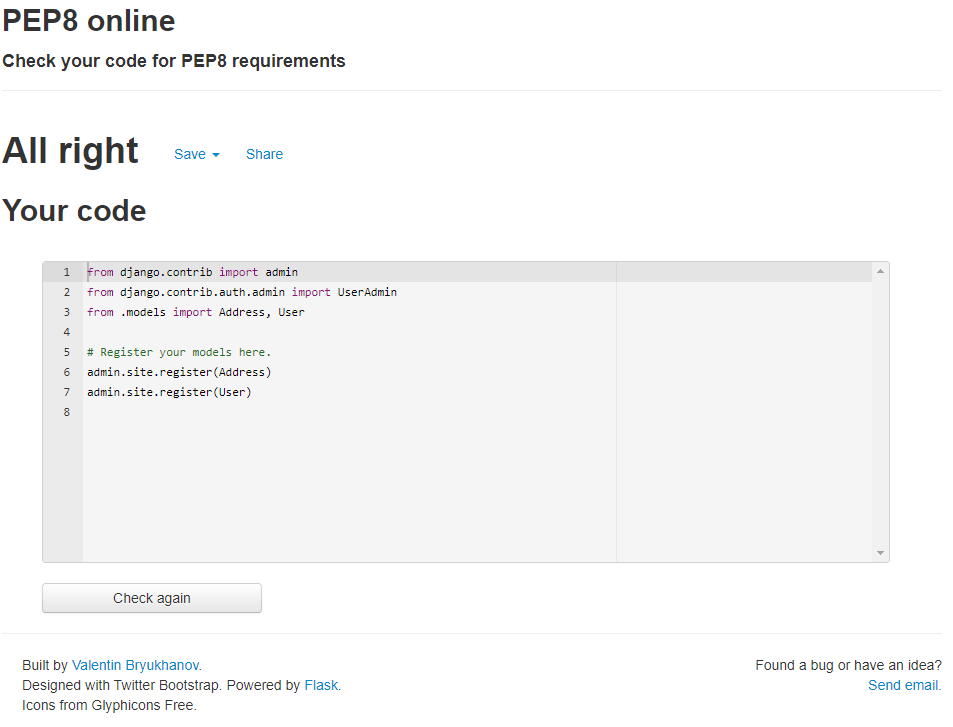 PEP8 online
Check your code for PEP8 requirements
All right Save Share
Your code
1 from django.contrib import admin
2 from django.contrib.auth.admin import UserAdmin
3 from .models import Address, User
4
5 # Register your models here.
6 admin.site.register(Address)
7 admin.site.register(User)
8
Check again
Built by Valentin Bryukhanov. Found a bug or have an idea?
Designed with Twitter Bootstrap. Powered by Flask. Send email.
Icons from Glyphicons Free.